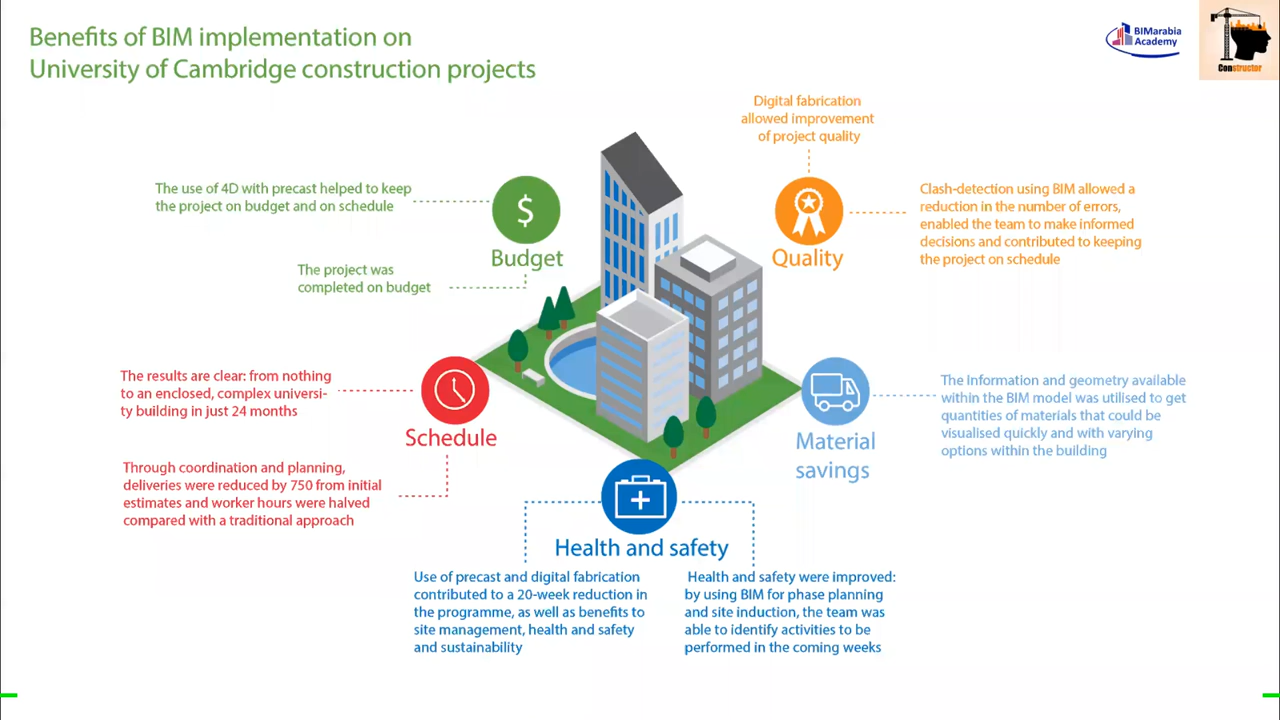 Benefits of BIM implementation on
University of Cambridge construction projects
BIMarabia
Academy
Constructor
Digital fabrication
allowed improvement
of project quality
The use of 4D with precast helped to keep
the project on budget and on schedule
$
Budget
The project was
completed on budget
Quality
Clash-detection using BIM allowed a
reduction in the number of errors,
enabled the team to make informed
decisions and contributed to keeping
the project on schedule
The results are clear: from nothing
to an enclosed, complex universi-
ty building in just 24 months
Schedule
Through coordination and planning,
deliveries were reduced by 750 from initial
estimates and worker hours were halved
compared with a traditional approach
Material
savings
The Information and geometry available
within the BIM model was utilised to get
quantities of materials that could be
visualised quickly and with varying
options within the building
Health and safety
Use of precast and digital fabrication
contributed to a 20-week reduction in
the programme, as well as benefits to
site management, health and safety
and sustainability
Health and safety were improved:
by using BIM for phase planning
and site induction, the team was
able to identify activities to be
performed in the coming weeks